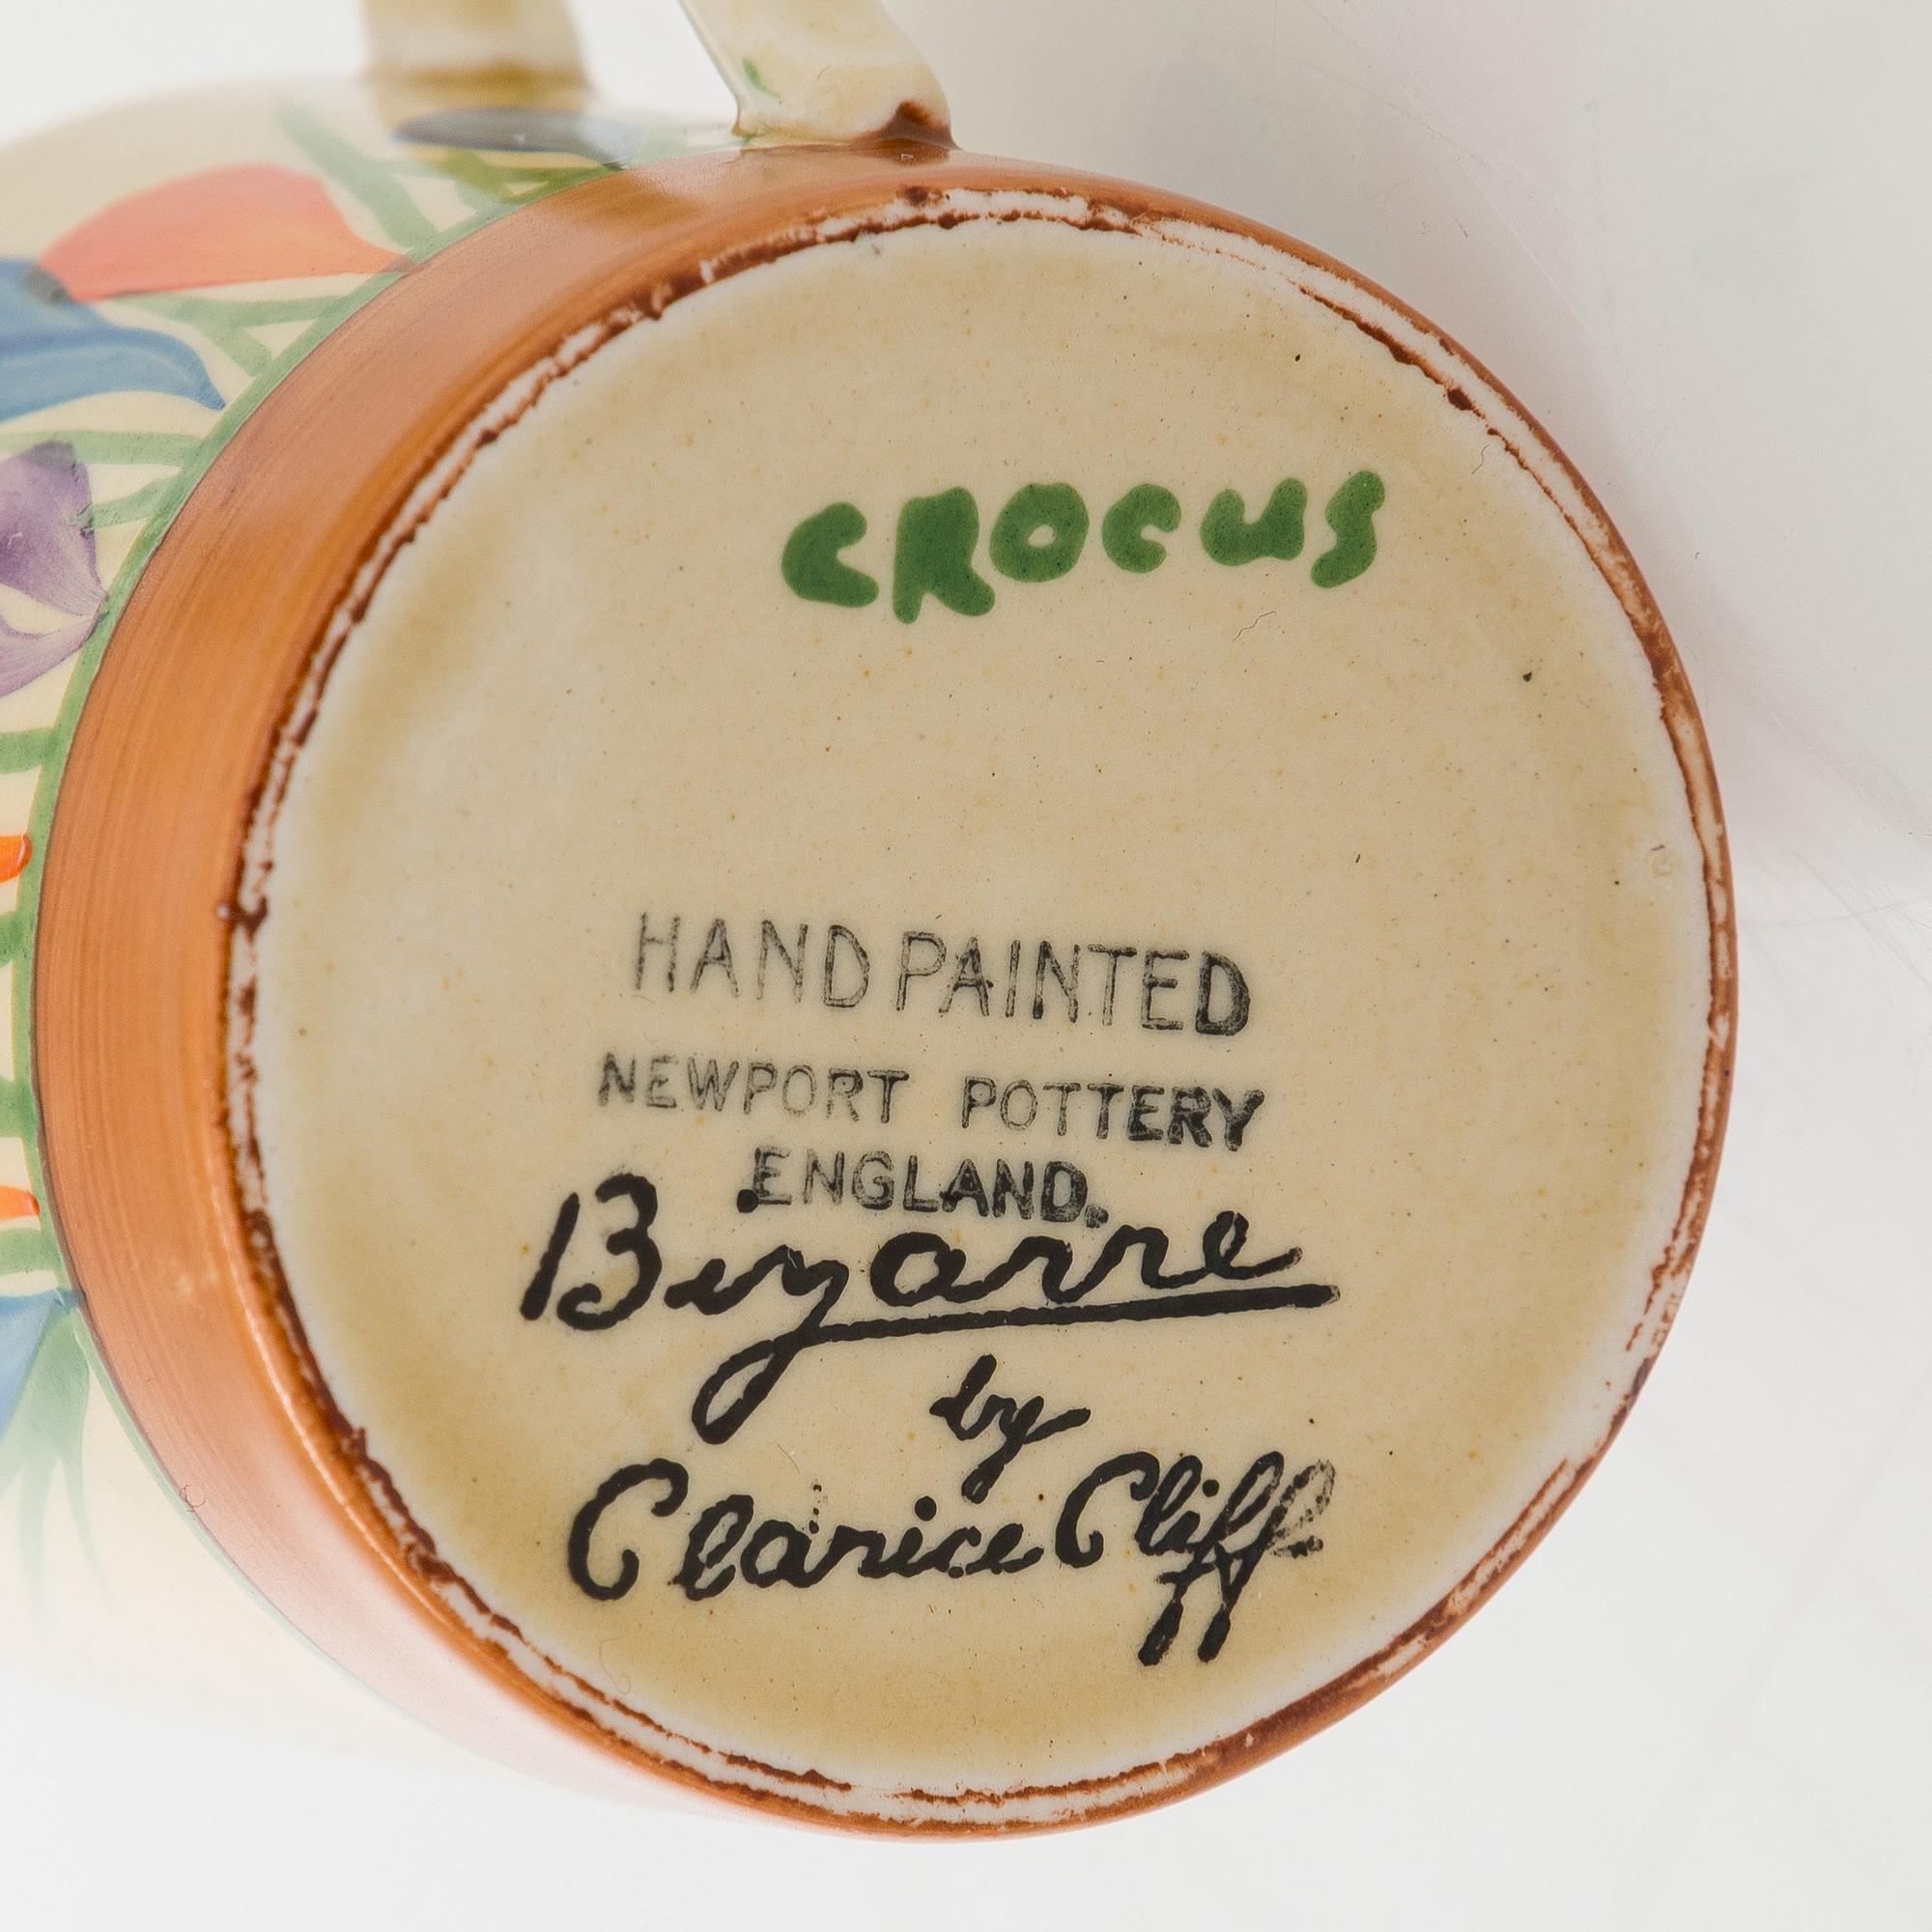 CROCUS
HAND PAINTED
NEWPORT POTTERY
ENGLAND.
Bizarre
by
Clarice Cliff